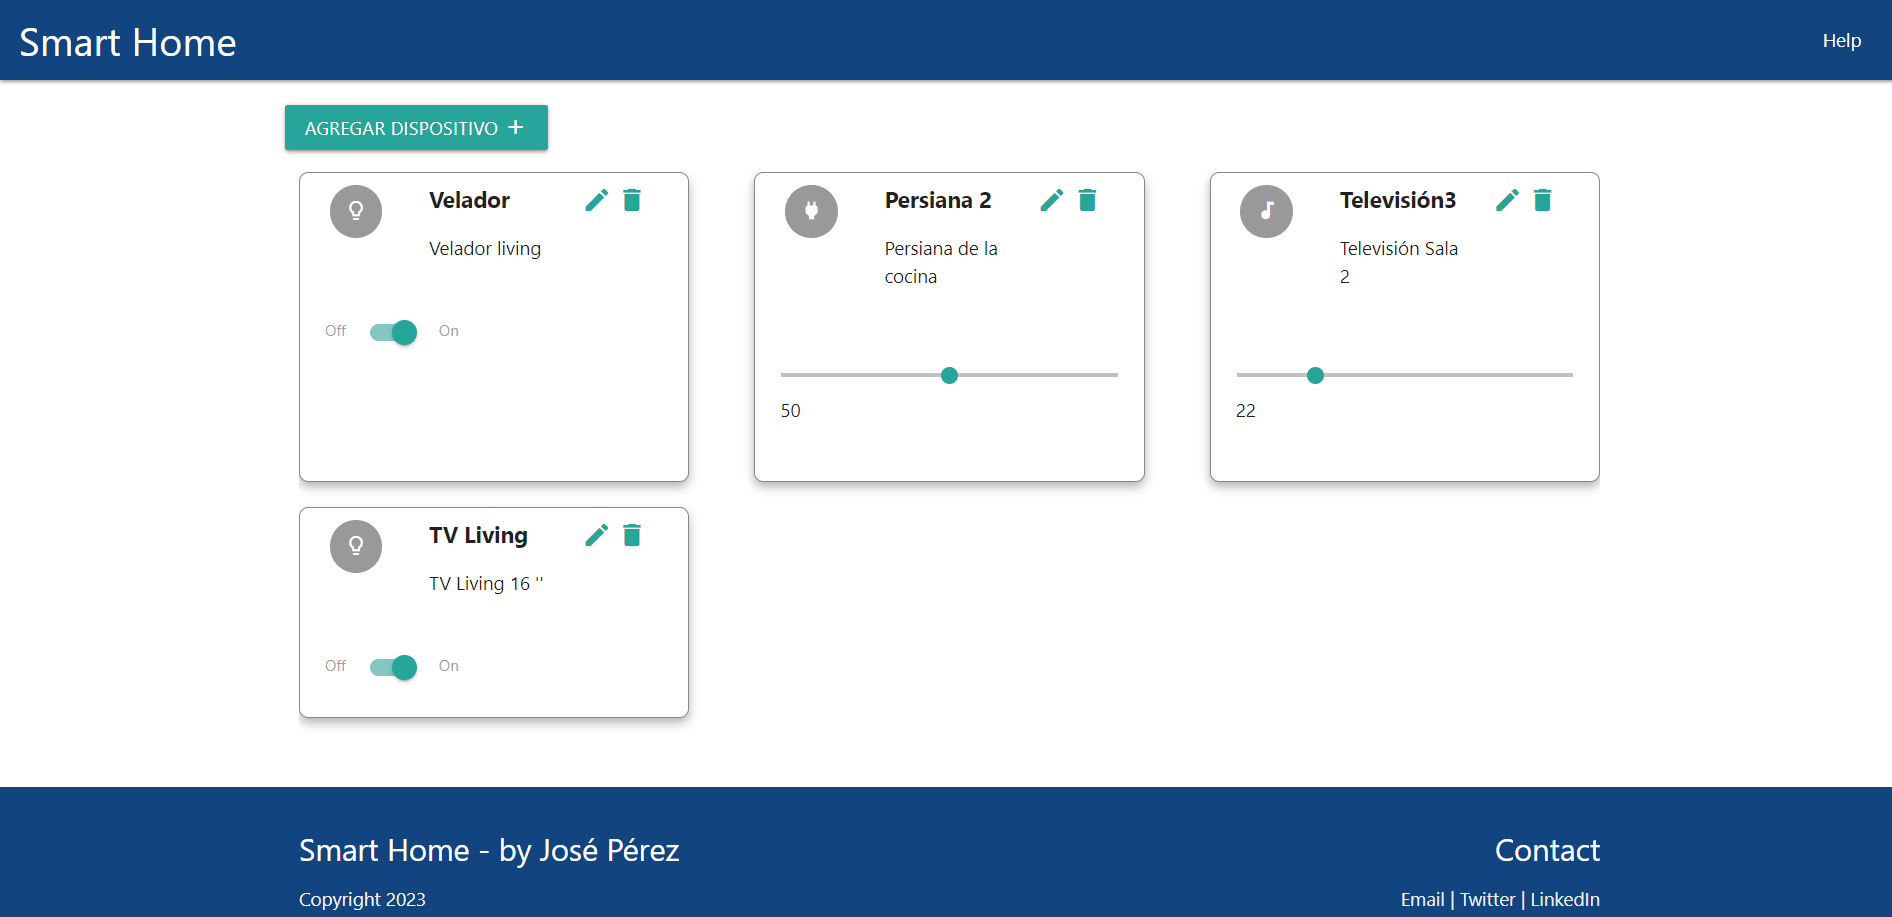 Smart Home
Help
AGREGAR DISPOSITIVO +
Velador
Velador living
Off On
Persiana 2
Persiana de la
cocina
50
Televisión3
Televisión Sala
2
22
TV Living
TV Living 16 ''
Off On
Smart Home - by José Pérez
Copyright 2023
Contact
Email | Twitter | LinkedIn